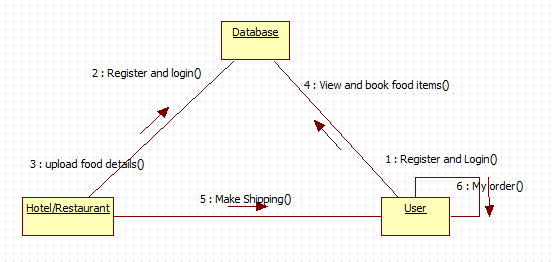 Database
2 : Register and login()
4 : View and book food items()
3 : upload food details()
1 : Register and Login()
6 : My order()
5 : Make Shipping()
Hotel/Restaurant
User